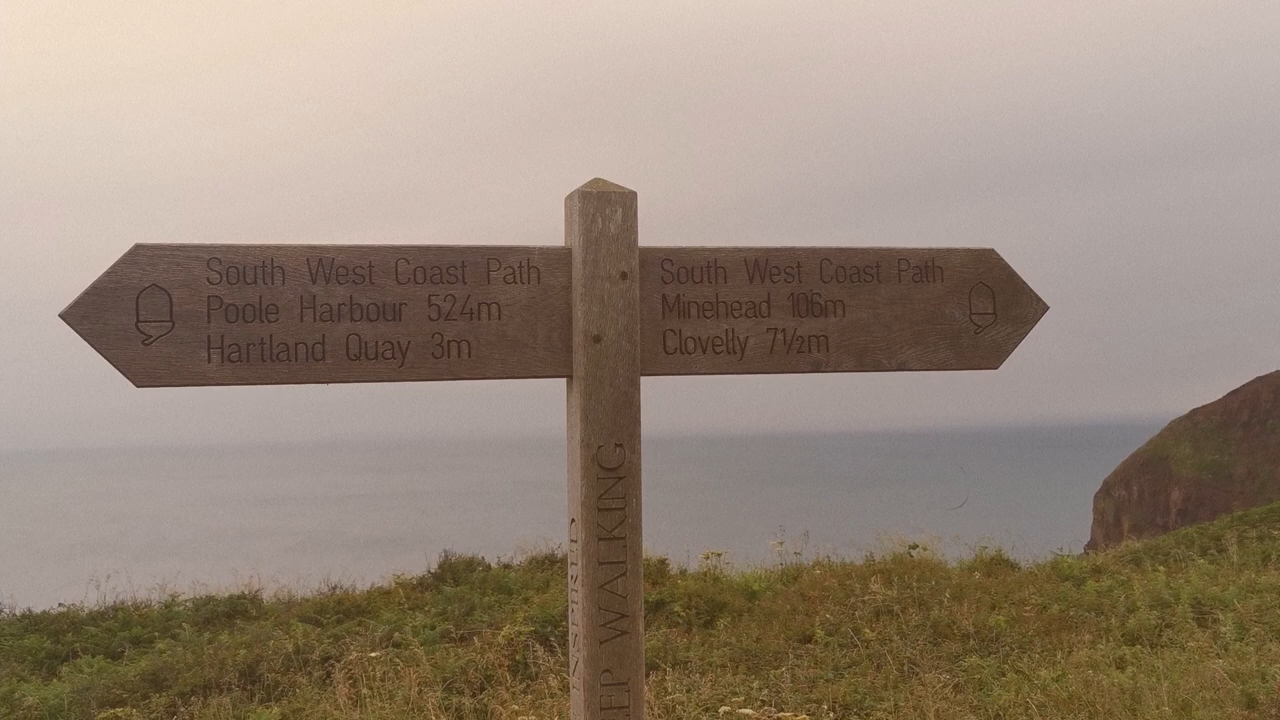 South West Coast Path
Poole Harbour 524m
Hartland Quay 3m
South West Coast Path
Minehead 106m
Clovelly 7½m
WALKING